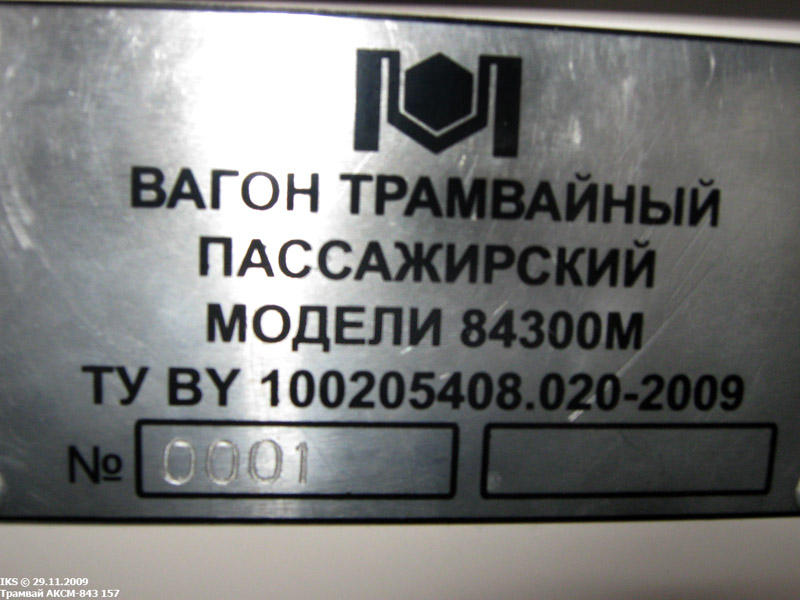 ВАГОН ТРАМВАЙНЫЙ
ПАССАЖИРСКИЙ
МОДЕЛИ 84300М
ТУ BY 100205408.020-2009
№ 0001
IKS © 29.11.2009
Трамвай АКСМ-843 157